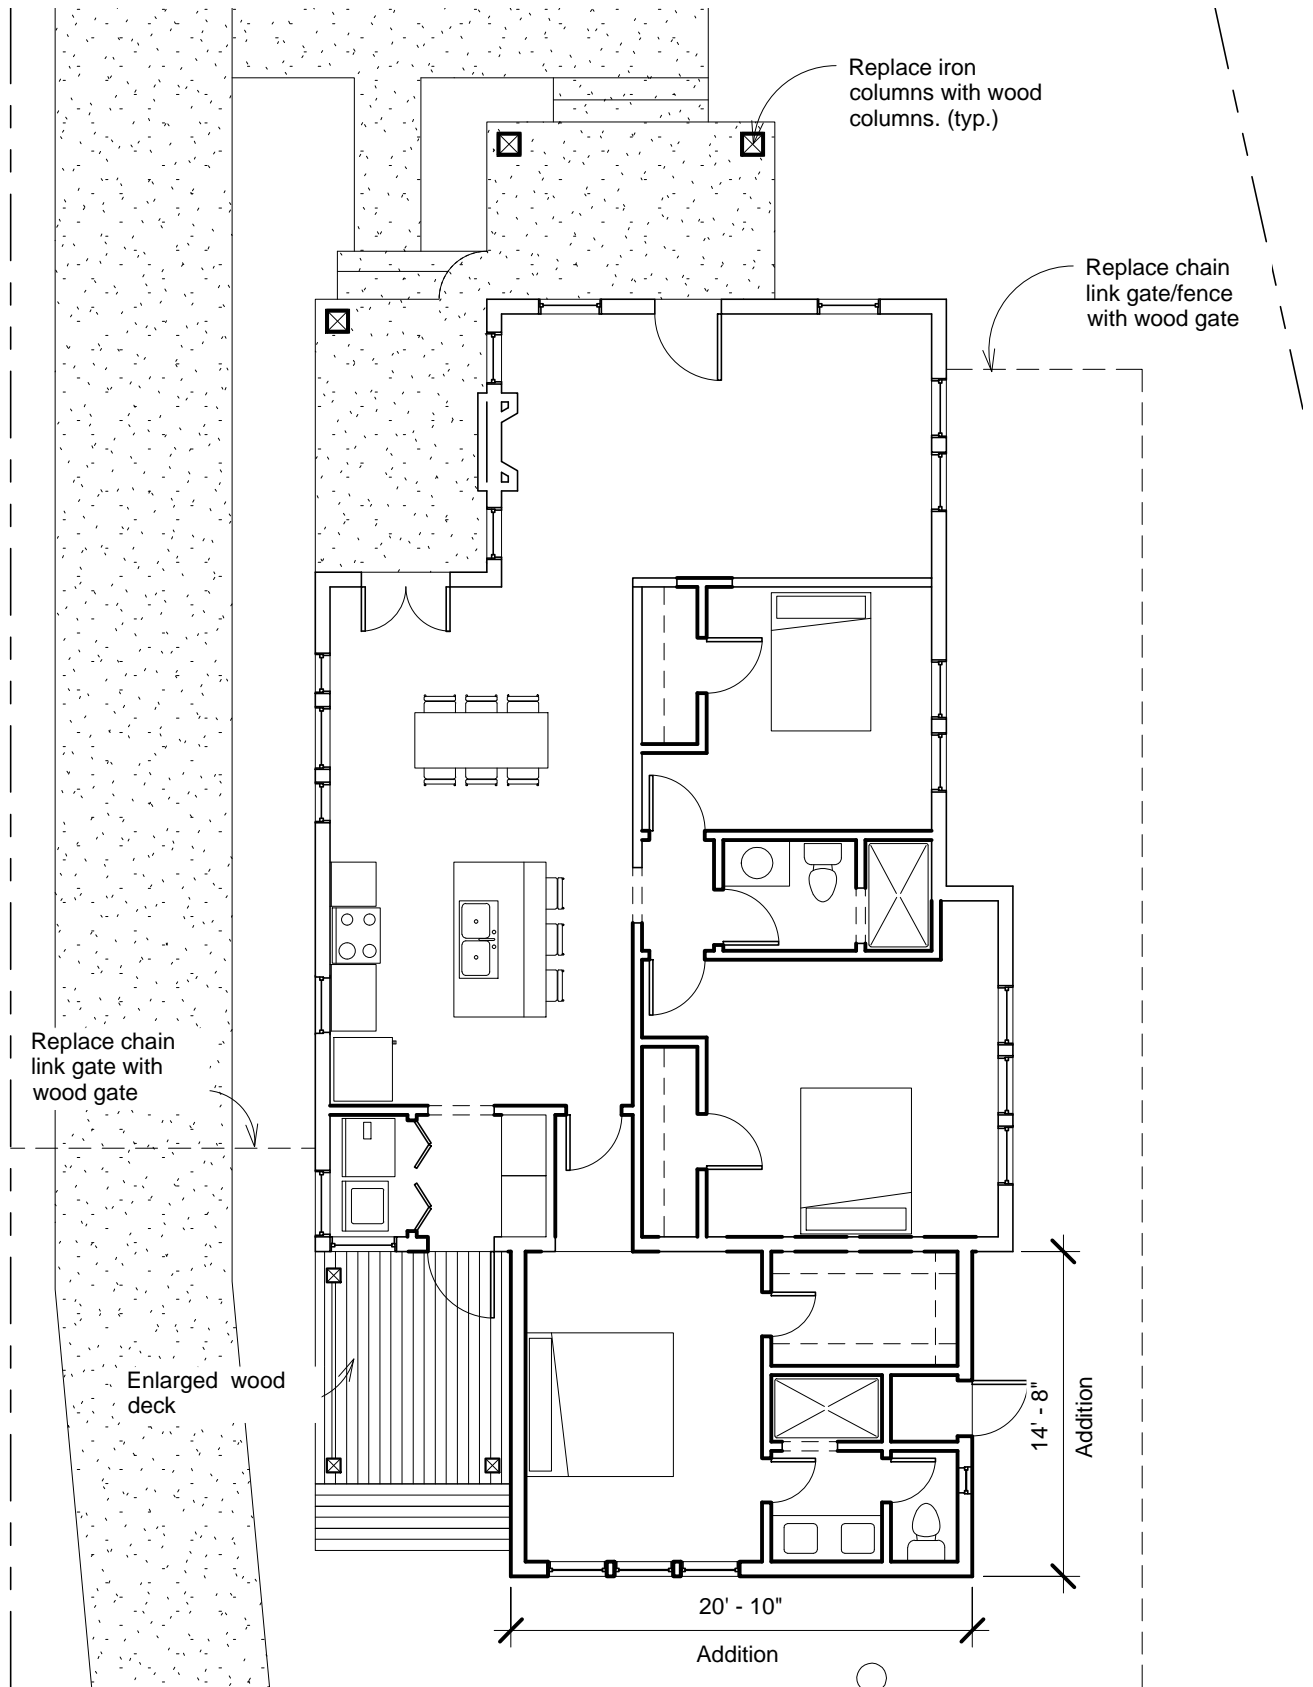 Replace iron
columns with wood
columns. (typ.)
Replace chain
link gate/fence
with wood gate
Replace chain
link gate with
wood gate
Enlarged wood
deck
14' - 8"
Addition
20' - 10"
Addition